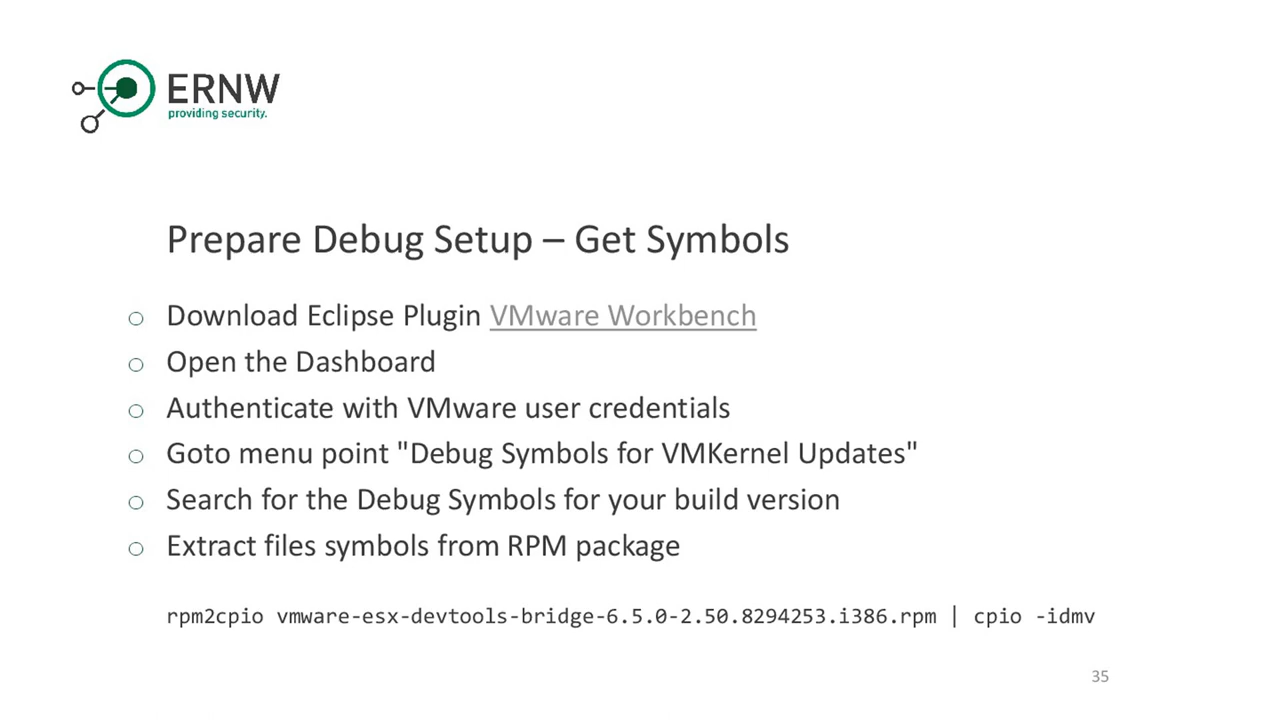 ERNW
providing security.
Prepare Debug Setup – Get Symbols
Download Eclipse Plugin VMware Workbench
Open the Dashboard
Authenticate with VMware user credentials
Goto menu point "Debug Symbols for VMKernel Updates"
Search for the Debug Symbols for your build version
Extract files symbols from RPM package
rpm2cpio vmware-esx-devtools-bridge-6.5.0-2.50.8294253.i386.rpm | cpio -idmv
35